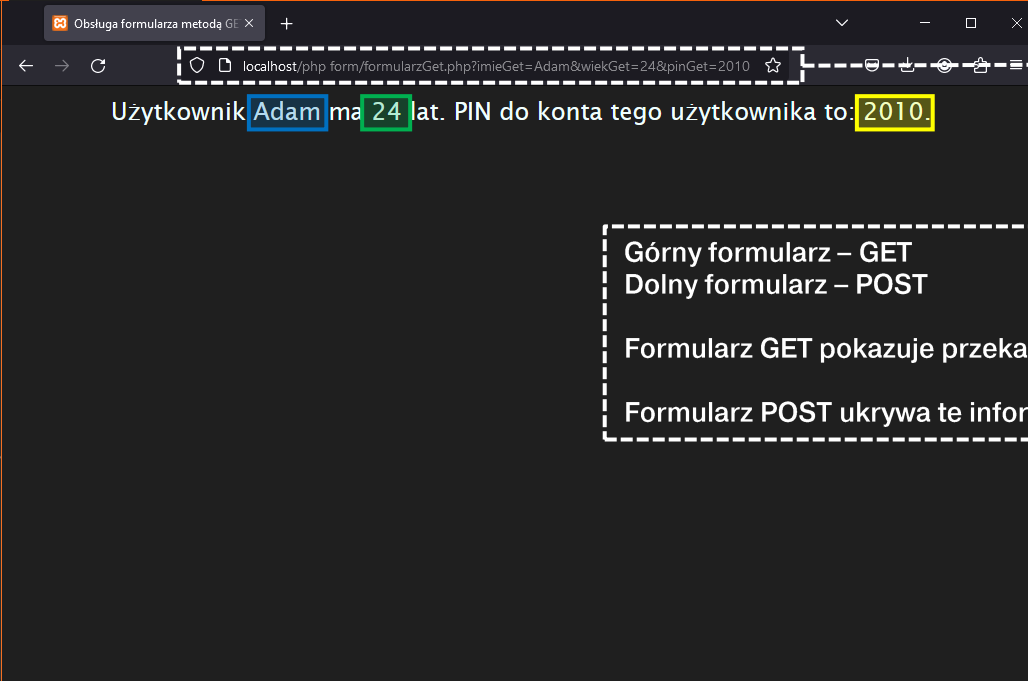 Obsługa formularza metodą GE
localhost/php form/formularzGet.php?imieGet=Adam&wiekGet=24&pinGet=2010
Użytkownik Adam ma 24 lat. PIN do konta tego użytkownika to: 2010.
Górny formularz – GET
Dolny formularz – POST
Formularz GET pokazuje przeka
Formularz POST ukrywa te infor